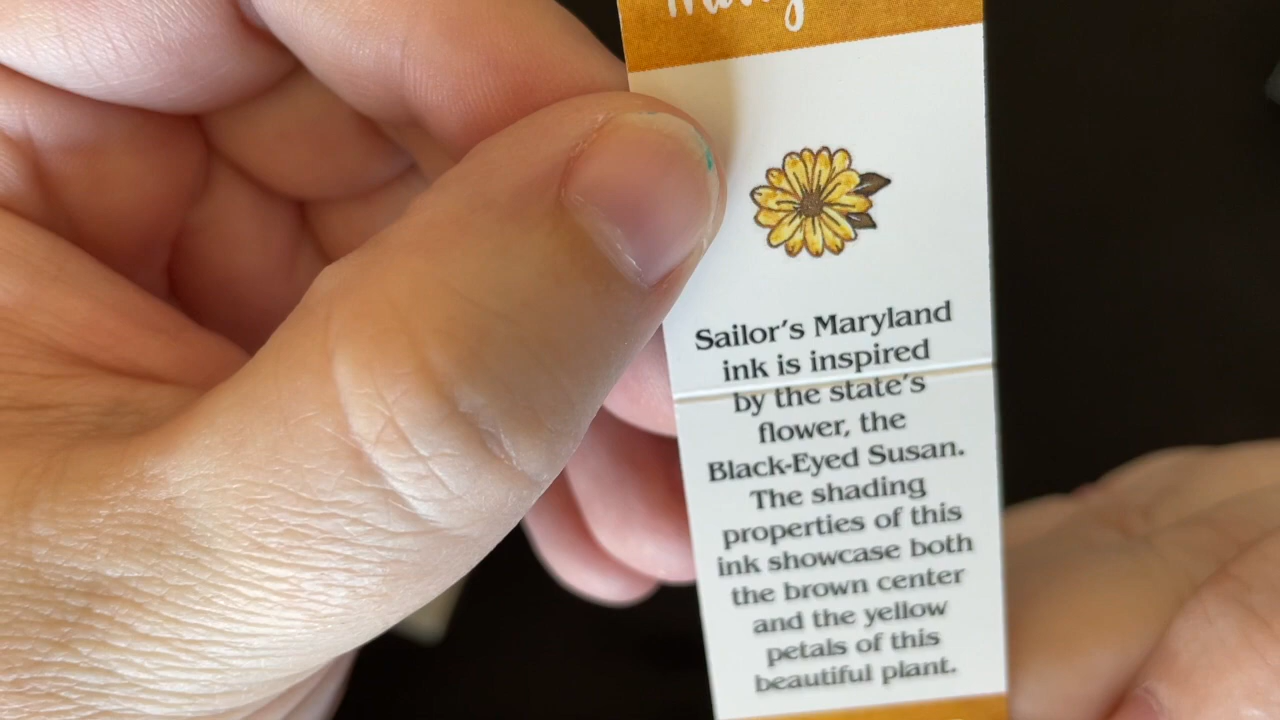 Sailor's Maryland
ink is inspired
by the state's
flower, the
Black-Eyed Susan.
The shading
properties of this
ink showcase both
the brown center
and the yellow
petals of this
beautiful plant.